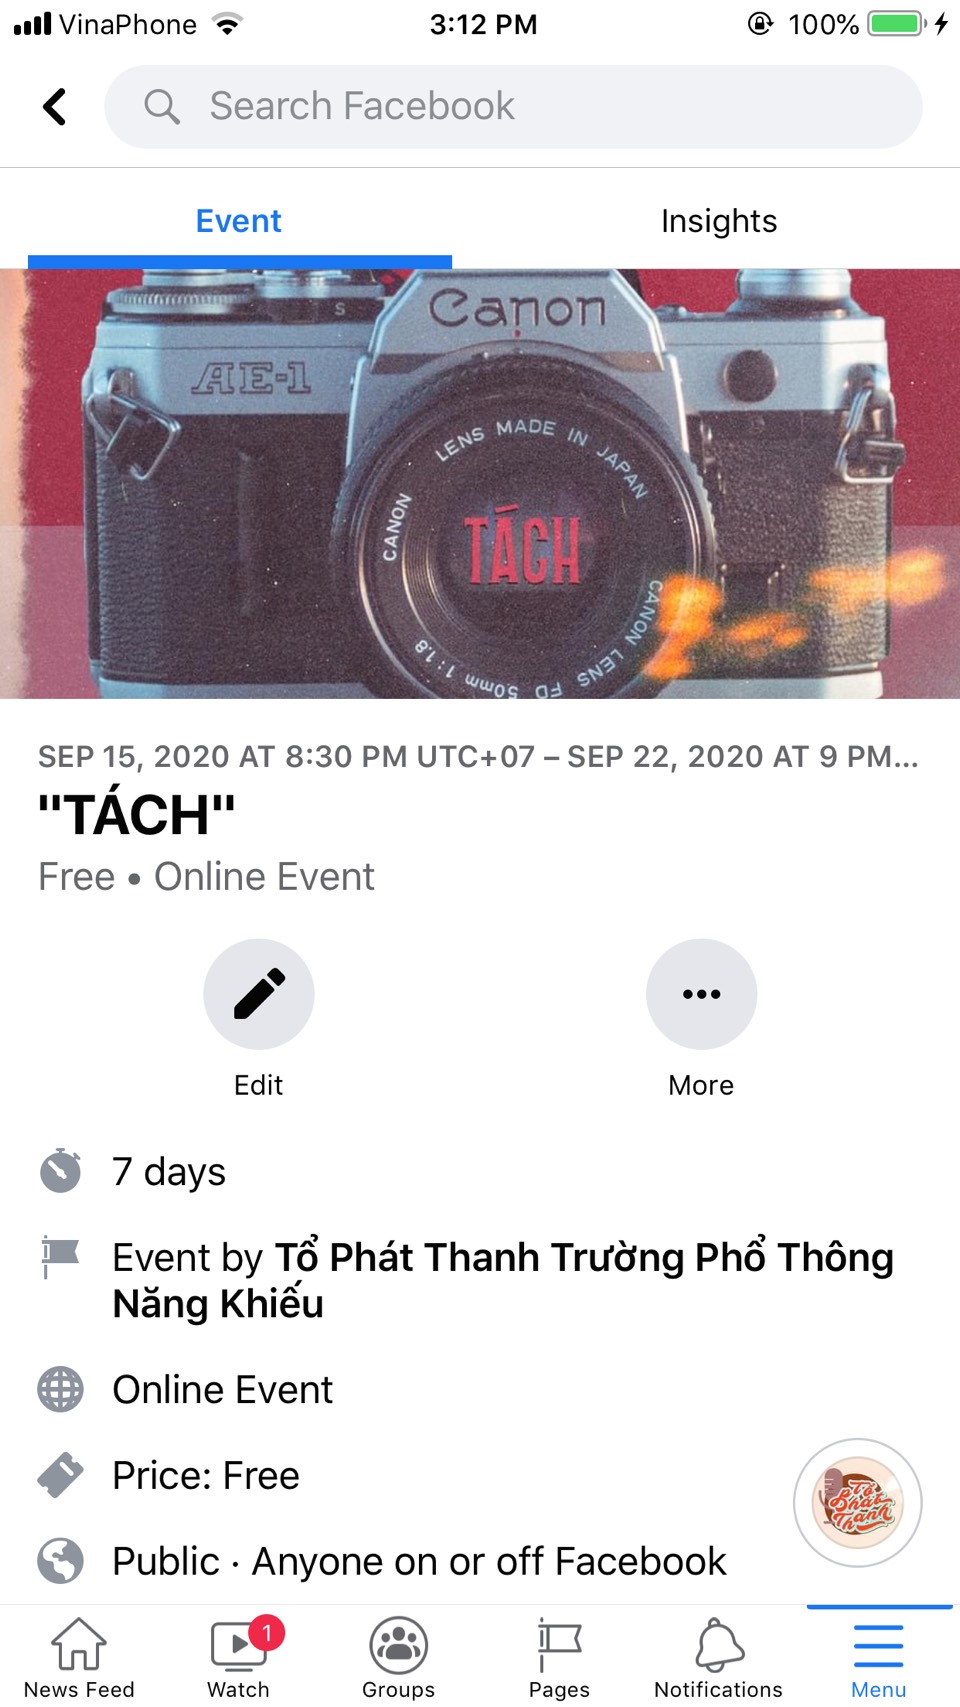 VinaPhone 3:12 PM 100%
Search Facebook
Event Insights
Canon
S
AE-1
LENS MADE IN JAPAN
CANON
TÁCH
CANON LENS FD 50mm 1:1.8
SEP 15, 2020 AT 8:30 PM UTC+07 – SEP 22, 2020 AT 9 PM...
"TÁCH"
Free • Online Event
Edit More
7 days
Event by Tổ Phát Thanh Trường Phổ Thông
Năng Khiếu
Online Event
Price: Free
Tổ
Phát
Thanh
Public · Anyone on or off Facebook
1
News Feed Watch Groups Pages Notifications Menu